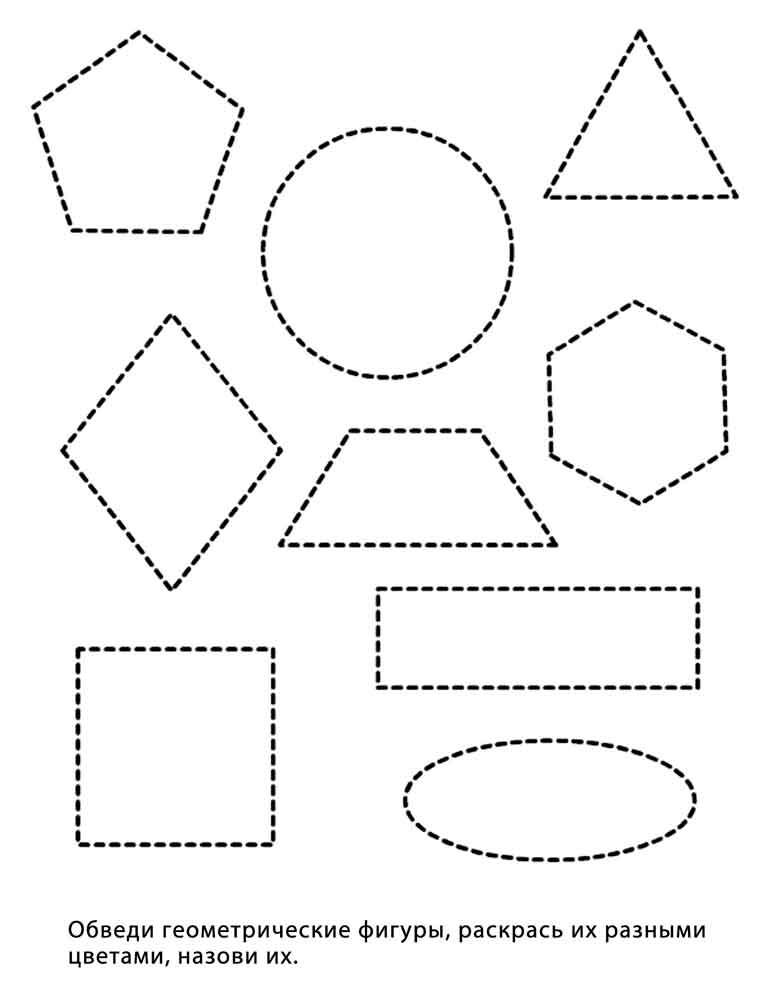 Обведи геометрические фигуры, раскрась их разными
цветами, назови их.